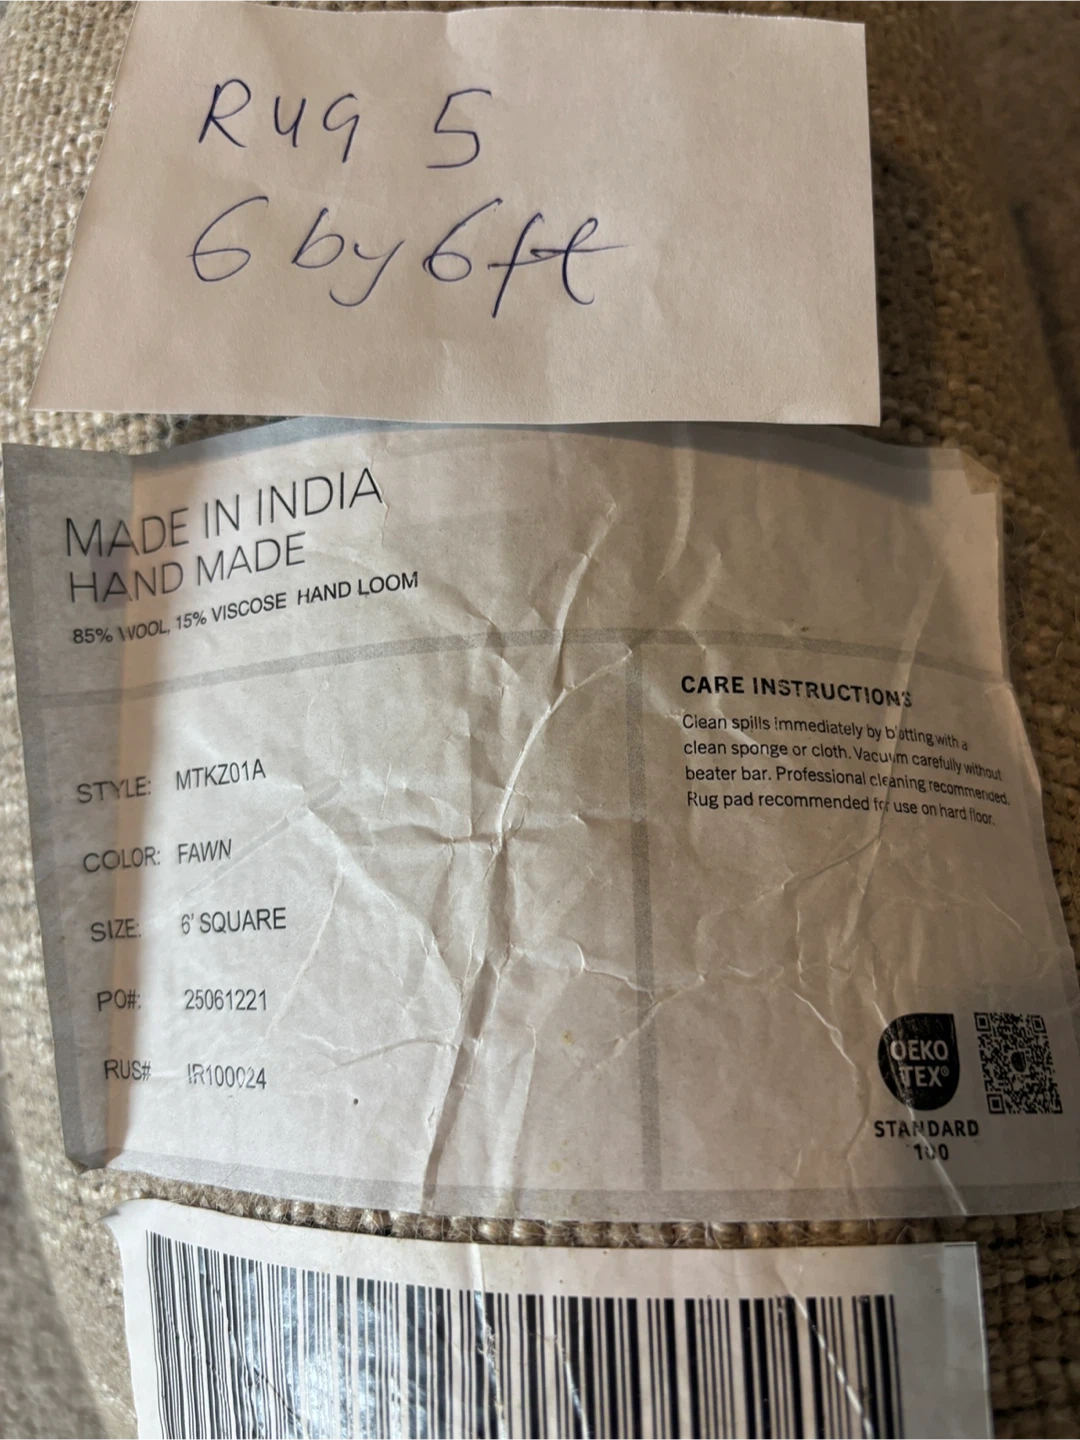 Rug 5
6 by 6ft
MADE IN INDIA
HAND MADE
85% WOOL, 15% VISCOSE HAND LOOM
STYLE: MTKZ01A
COLOR: FAWN
SIZE: 6' SQUARE
PO#: 25061221
RUS# IR100024
CARE INSTRUCTIONS
Clean spills immediately by blotting with a
clean sponge or cloth. Vacuum carefully without
beater bar. Professional cleaning recommended.
Rug pad recommended for use on hard floor.
OEKO
TEX®
STANDARD
100